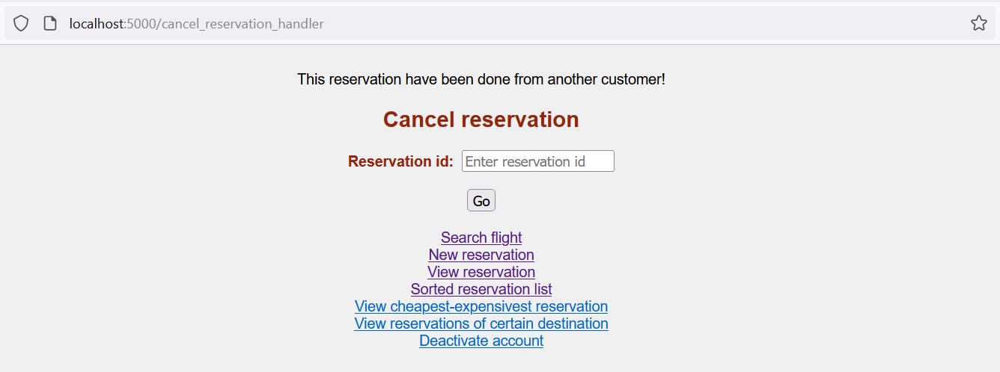 localhost:5000/cancel_reservation_handler
This reservation have been done from another customer!
Cancel reservation
Reservation id: Enter reservation id
Go
Search flight
New reservation
View reservation
Sorted reservation list
View cheapest-expensivest reservation
View reservations of certain destination
Deactivate account